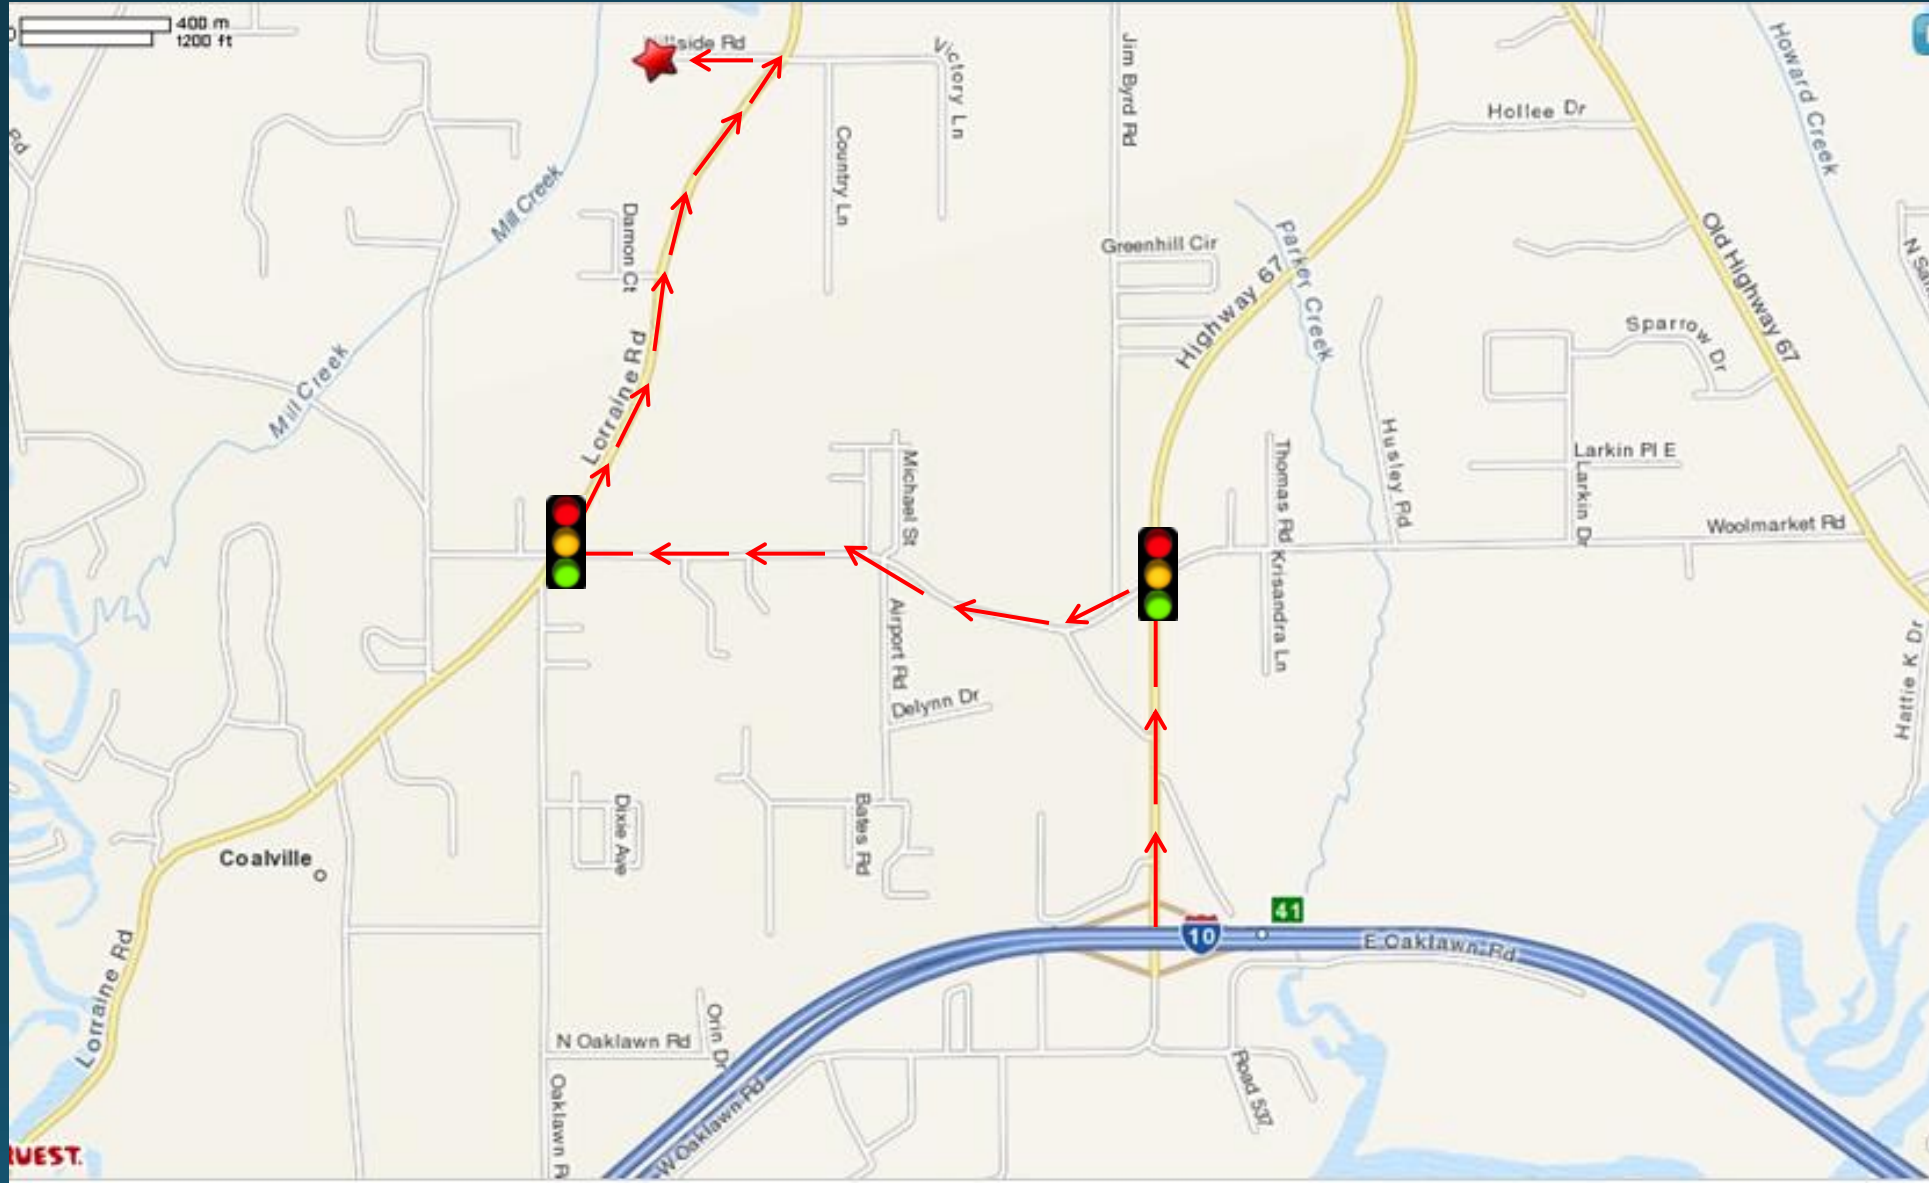 400 m
1200 ft
side Rd
Victory Ln
Jim Byrd Rd
Howard Creek
Hollee Dr
Rd
Country Ln
Mill Creek
Damon Ct
Greenhill Cir
Parker Creek
Old Highway 67
N
Highway 67
Sparrow Dr
Lorraine Rd
Mill Creek
Husley Rd
Thomas Rd
Larkin Pl E
Larkin Dr
Michael St
Woolmarket Rd
Krisandra Ln
Airport Rd
Hattie K Dr
Delynn Dr
Dixie Ave
Bates Rd
Coalville
41
10
E Oaklawn Rd
Lorraine Rd
Orin Dr
N Oaklawn Rd
Road 537
Oaklawn R
W Oaklawn Rd
UEST.